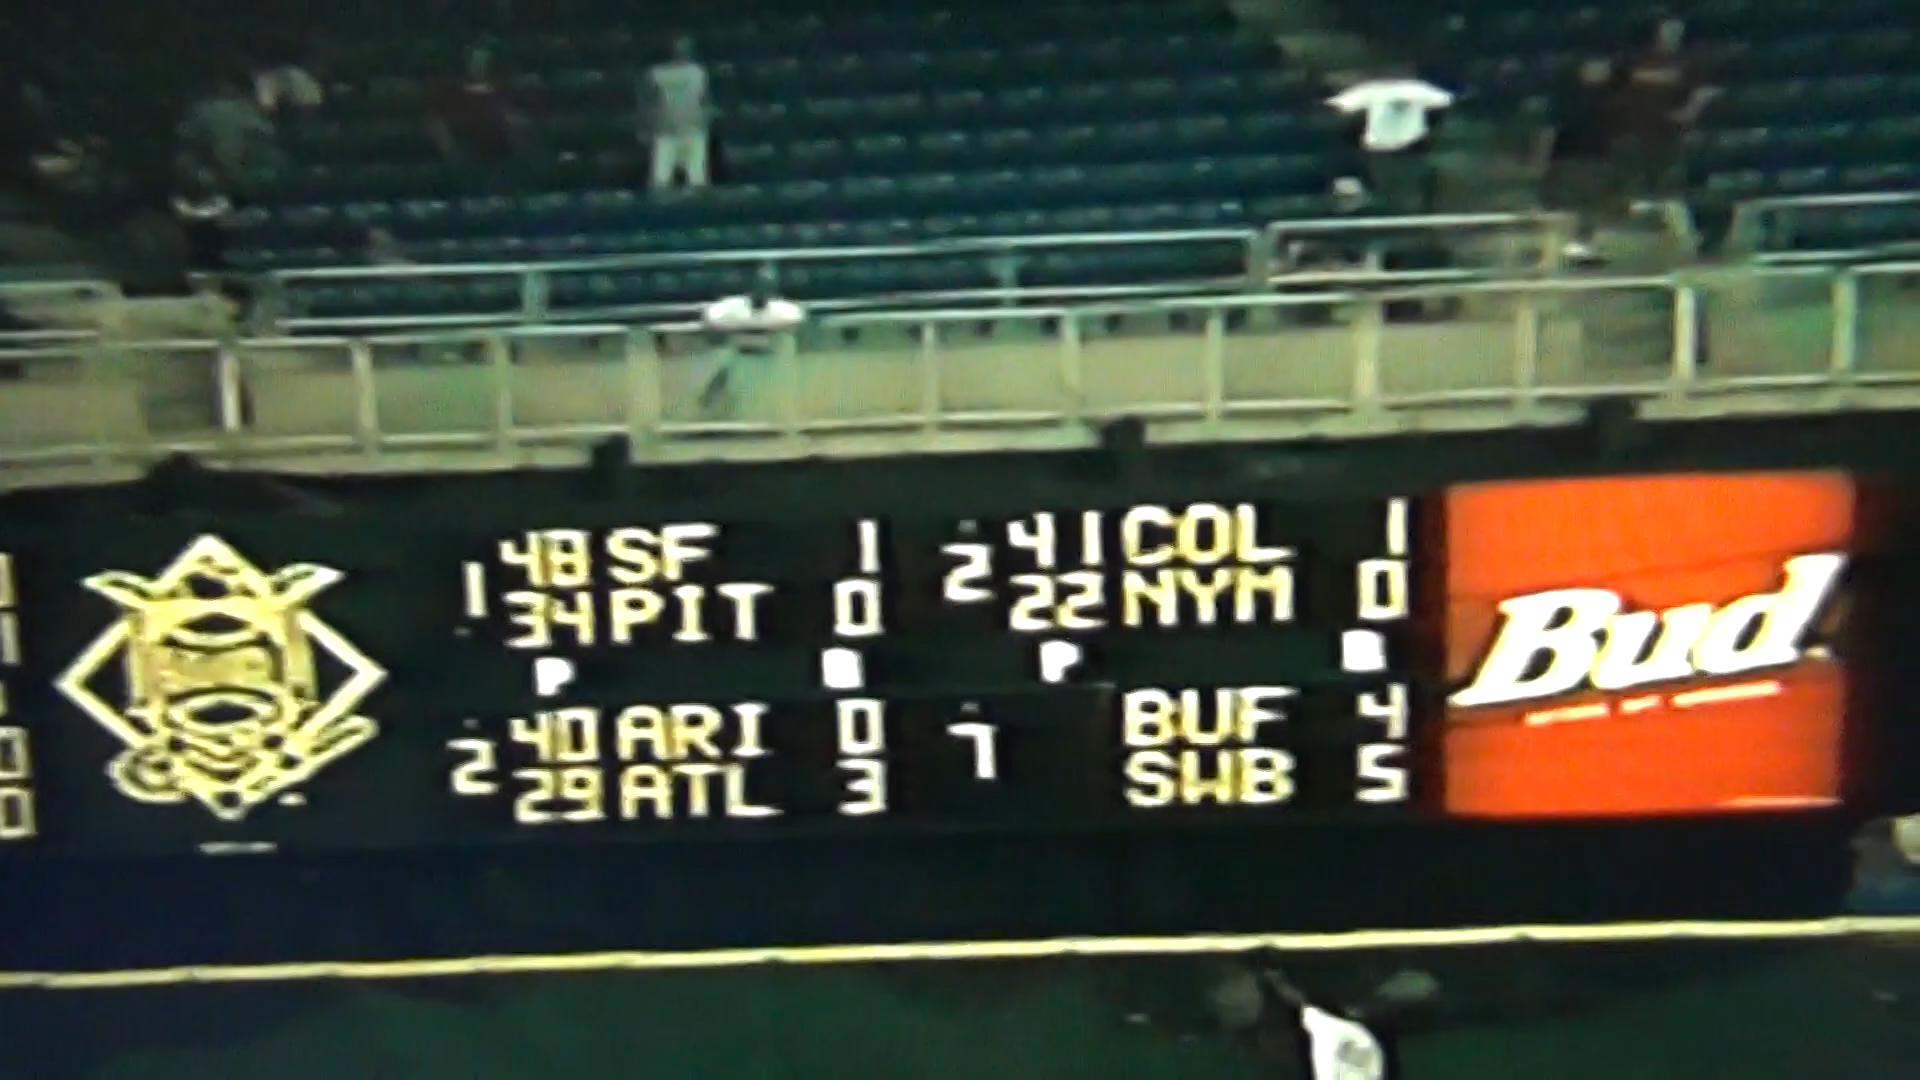 1 48 SF 1 2 41 COL 1
34 PIT 0 22 NYM 0
P R P R
2 40 ARI 0 7 BUF 4
29 ATL 3 SWB 5
Bud